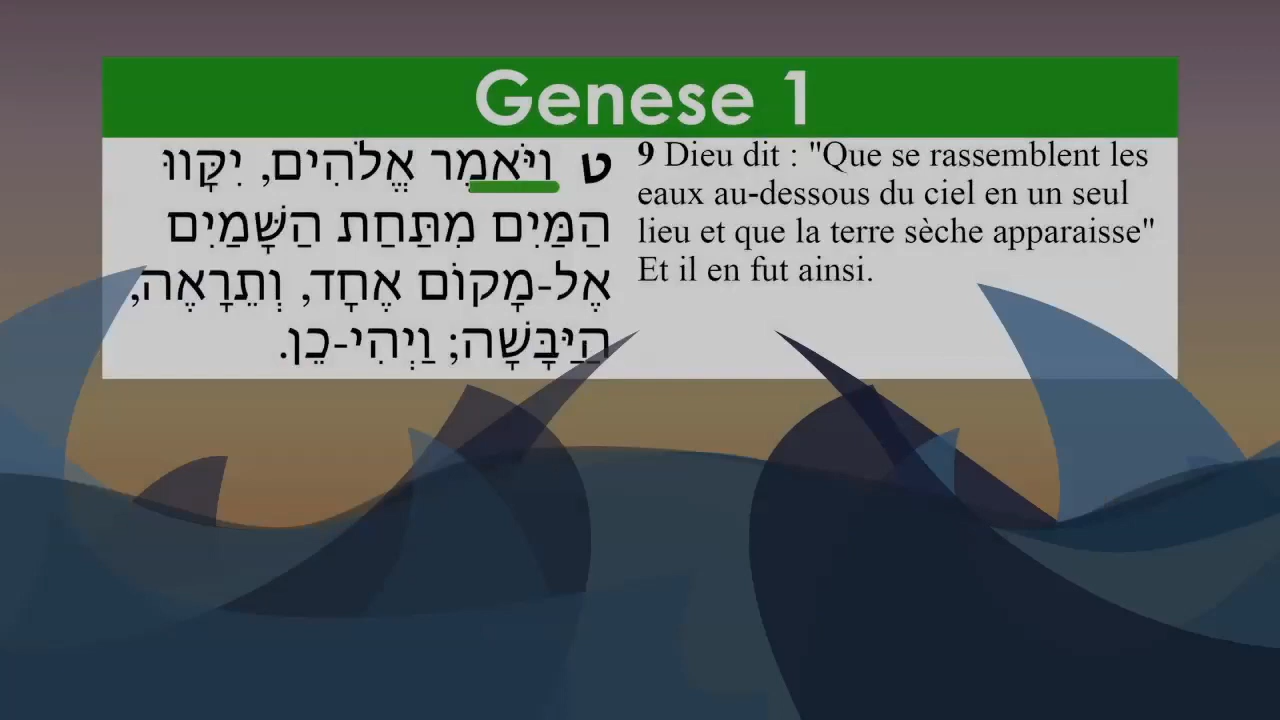 Genese 1
ט וַיֹּאמֶר אֱלֹהִים, יִקָּווּ
הַמַּיִם מִתַּחַת הַשָּׁמַיִם
אֶל-מָקוֹם אֶחָד, וְתֵרָאֶה,
הַיַּבָּשָׁה; וַיְהִי-כֵן.
9 Dieu dit : "Que se rassemblent les
eaux au-dessous du ciel en un seul
lieu et que la terre sèche apparaisse"
Et il en fut ainsi.